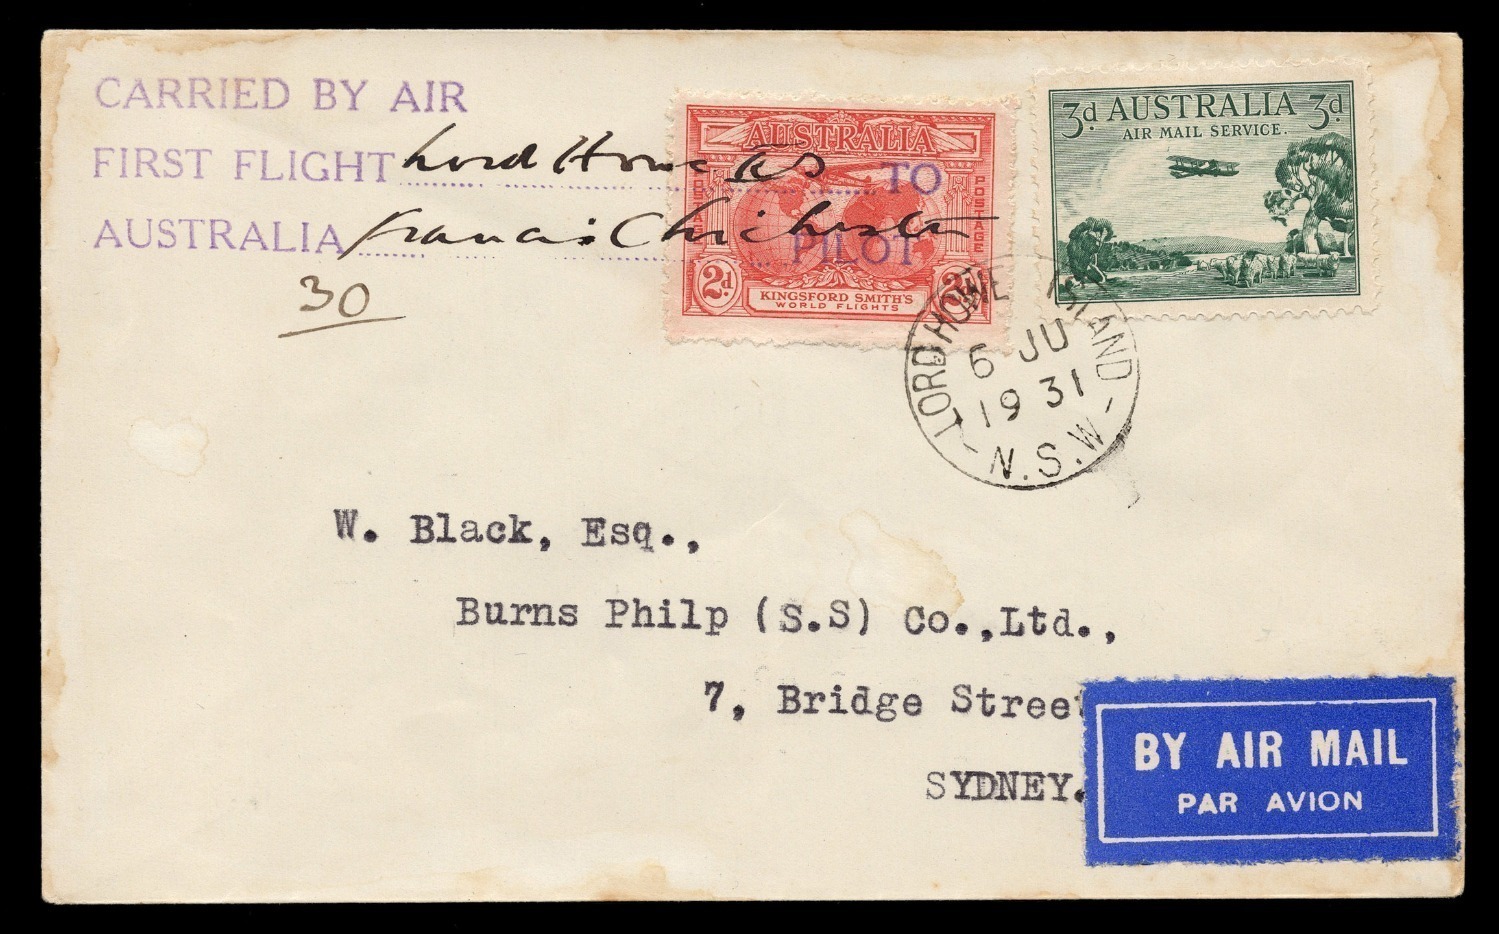 CARRIED BY AIR
FIRST FLIGHT Lord Howe Is TO
AUSTRALIA Francis Chichester PILOT
30
AUSTRALIA
POSTAGE POSTAGE
2d 2d
KINGSFORD SMITH'S
WORLD FLIGHTS
3d AUSTRALIA 3d
AIR MAIL SERVICE.
LORD HOWE ISLAND
6 JU
1931
N.S.W
W. Black, Esq.,
Burns Philp (S.S) Co.,Ltd.,
7, Bridge Street
SYDNEY.
BY AIR MAIL
PAR AVION